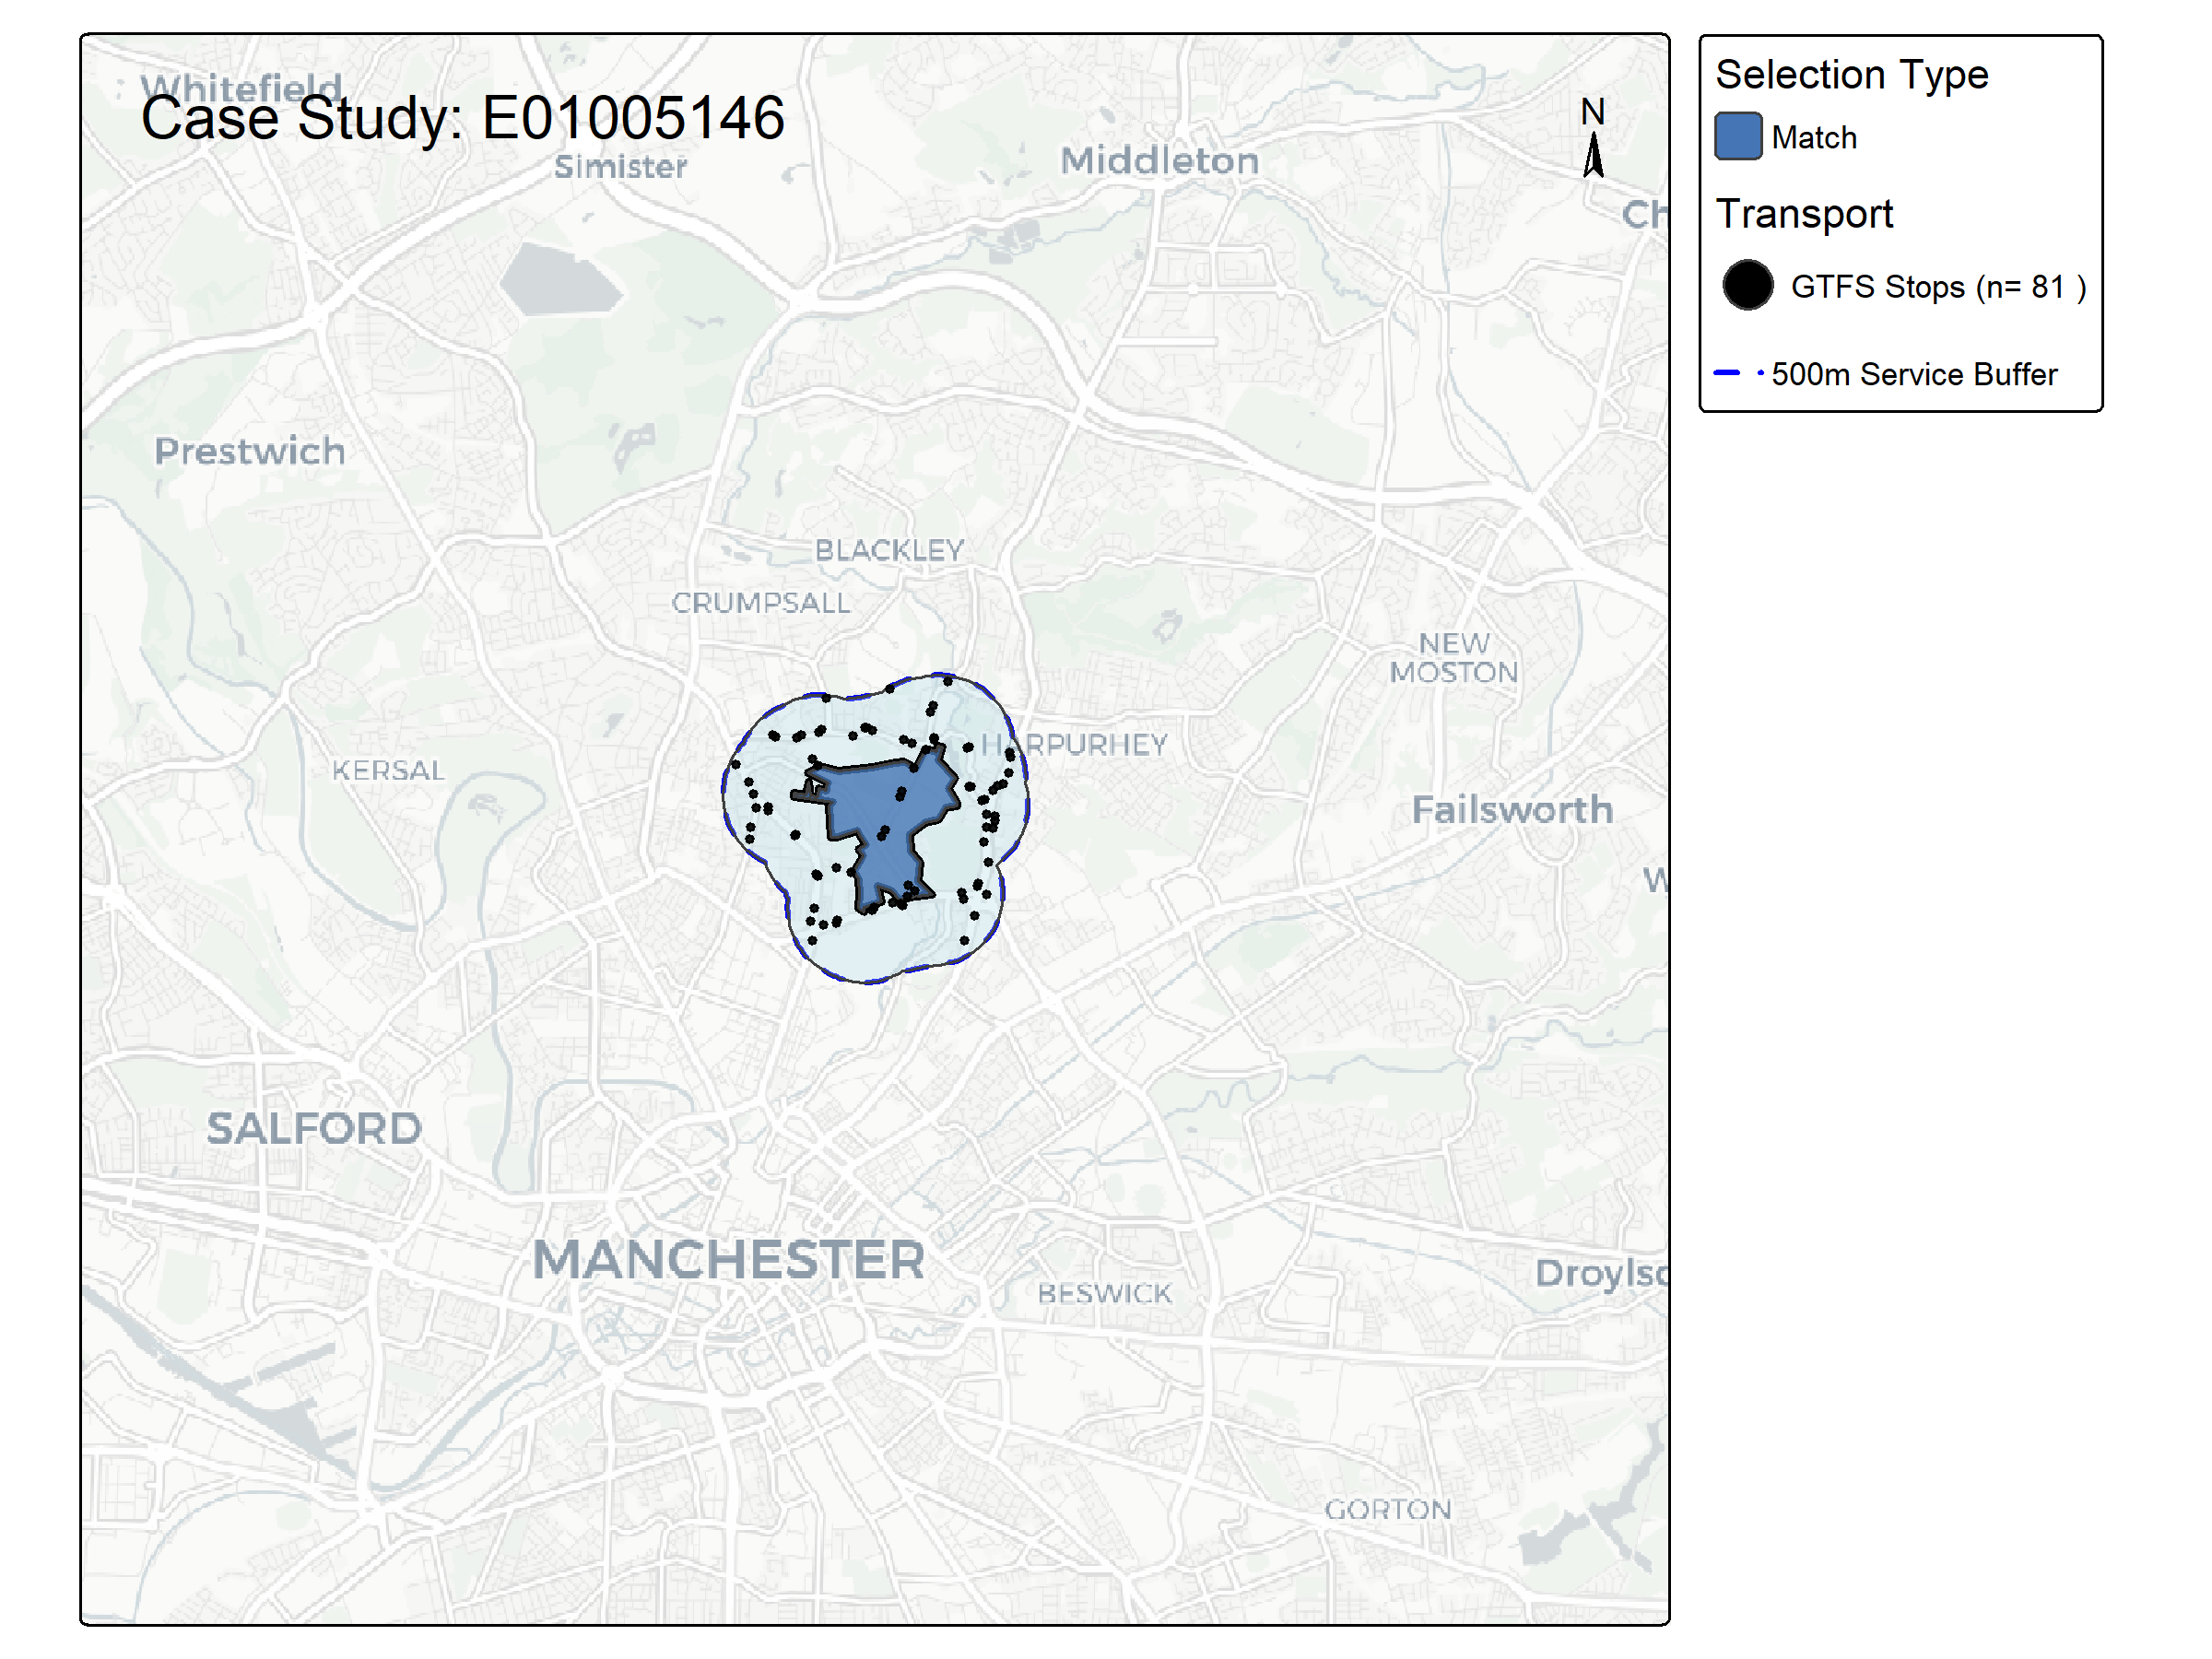 Whitefield
Case Study: E01005146
Simister
Middleton
N
Ch
Prestwich
BLACKLEY
CRUMPSALL
NEW
MOSTON
HARPURHEY
KERSAL
Failsworth
W
SALFORD
MANCHESTER
BESWICK
Droylsc
GORTON
Selection Type
Match
Transport
GTFS Stops (n= 81 )
500m Service Buffer